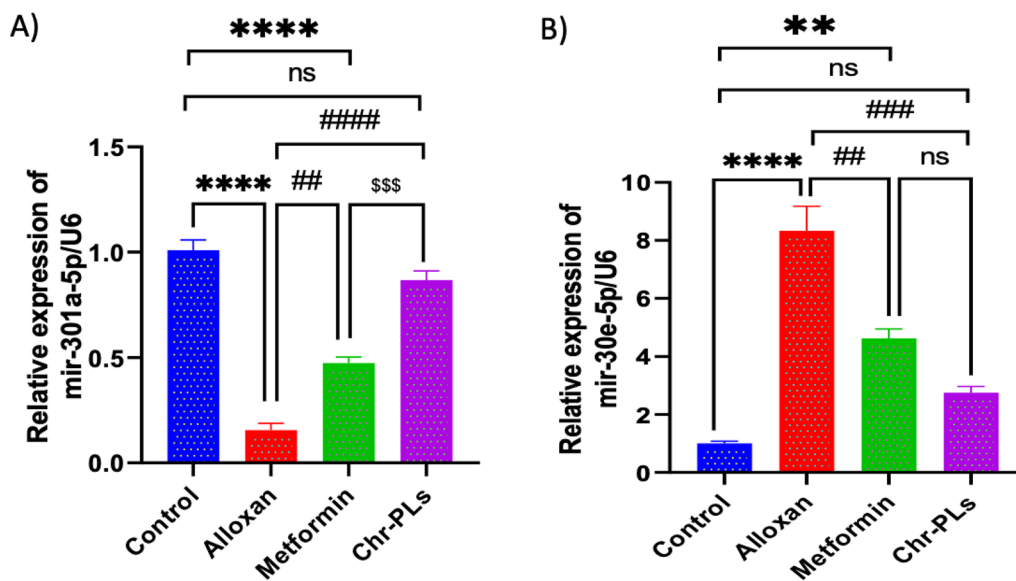 A)
****
ns
####
****
##
$$$
Relative expression of
mir-301a-5p/U6
1.5
1.0
0.5
0.0
Control
Alloxan
Metformin
Chr-PLs
B)
**
ns
###
****
##
ns
Relative expression of
mir-30e-5p/U6
10
8
6
4
2
0
Control
Alloxan
Metformin
Chr-PLs